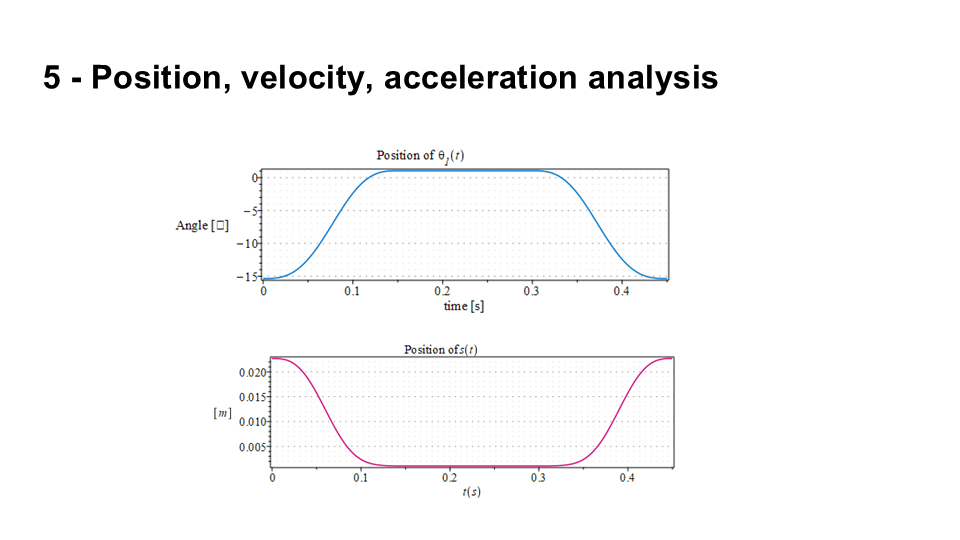 5 - Position, velocity, acceleration analysis
Position of θ₁(t)
0
−5
Angle [□]
−10
−15
0 0.1 0.2 0.3 0.4
time [s]
Position of s(t)
0.020
0.015
[m]
0.010
0.005
0 0.1 0.2 0.3 0.4
t(s)